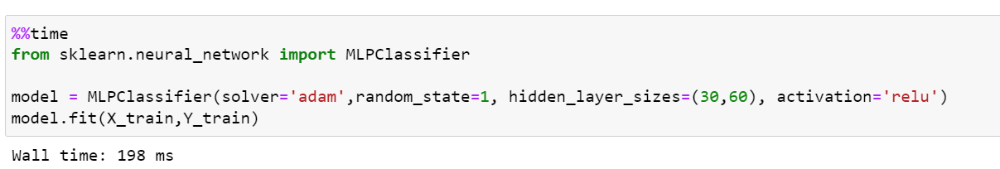 %%time
from sklearn.neural_network import MLPClassifier
model = MLPClassifier(solver='adam',random_state=1, hidden_layer_sizes=(30,60), activation='relu')
model.fit(X_train,Y_train)
Wall time: 198 ms